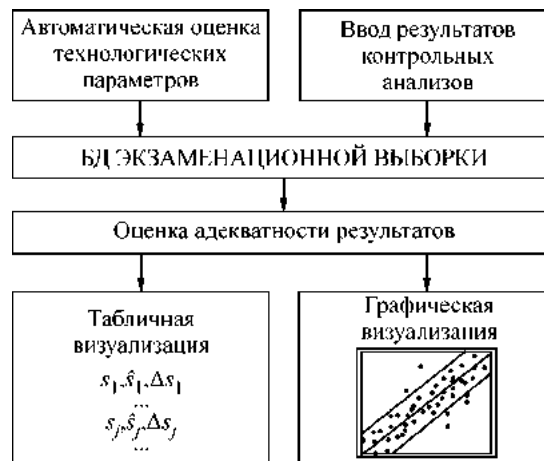 Автоматическая оценка
технологических
параметров
Ввод результатов
контрольных
анализов
БД ЭКЗАМЕНАЦИОННОЙ ВЫБОРКИ
Оценка адекватности результатов
Табличная
визуализация
s₁,ŝ₁,Δs₁
...
sⱼ,ŝⱼ,Δsⱼ
...
Графическая
визуализания